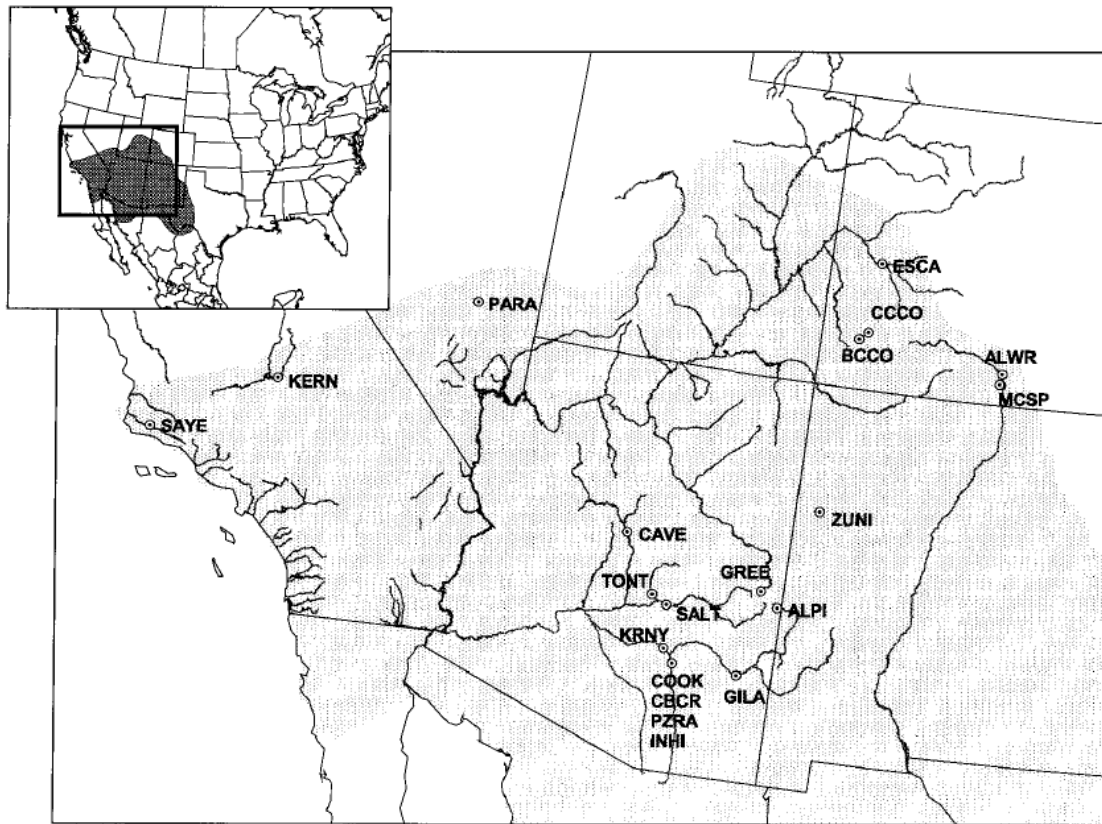 ESCA
PARA
CCCO
BCCO
ALWR
KERN
MCSP
SAYE
ZUNI
CAVE
GREE
TONT
SALT
ALPI
KRNY
COOK
GILA
CBCR
PZRA
INHI